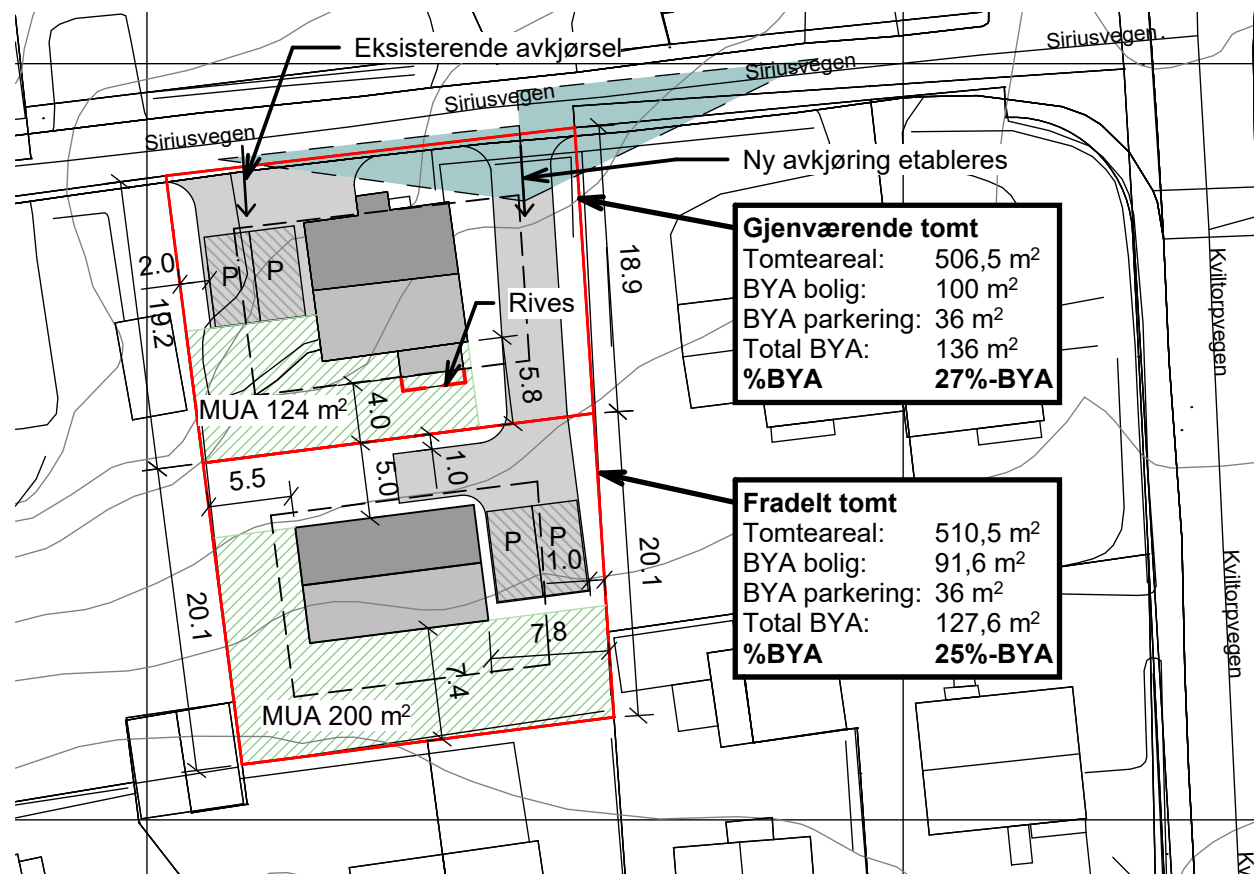 Eksisterende avkjørsel
Siriusvegen
Siriusvegen
Siriusvegen
Siriusvegen
Ny avkjøring etableres
Gjenværende tomt
Tomteareal: 506,5 m²
BYA bolig: 100 m²
BYA parkering: 36 m²
Total BYA: 136 m²
%BYA 27%-BYA
2.0
P
P
18.9
19.2
Rives
5.8
MUA 124 m²
4.0
Kviltorpvegen
5.5
5.0
1.0
Fradelt tomt
Tomteareal: 510,5 m²
BYA bolig: 91,6 m²
BYA parkering: 36 m²
Total BYA: 127,6 m²
%BYA 25%-BYA
P
P
1.0
20.1
20.1
7.8
7.4
MUA 200 m²
Kviltorpvegen